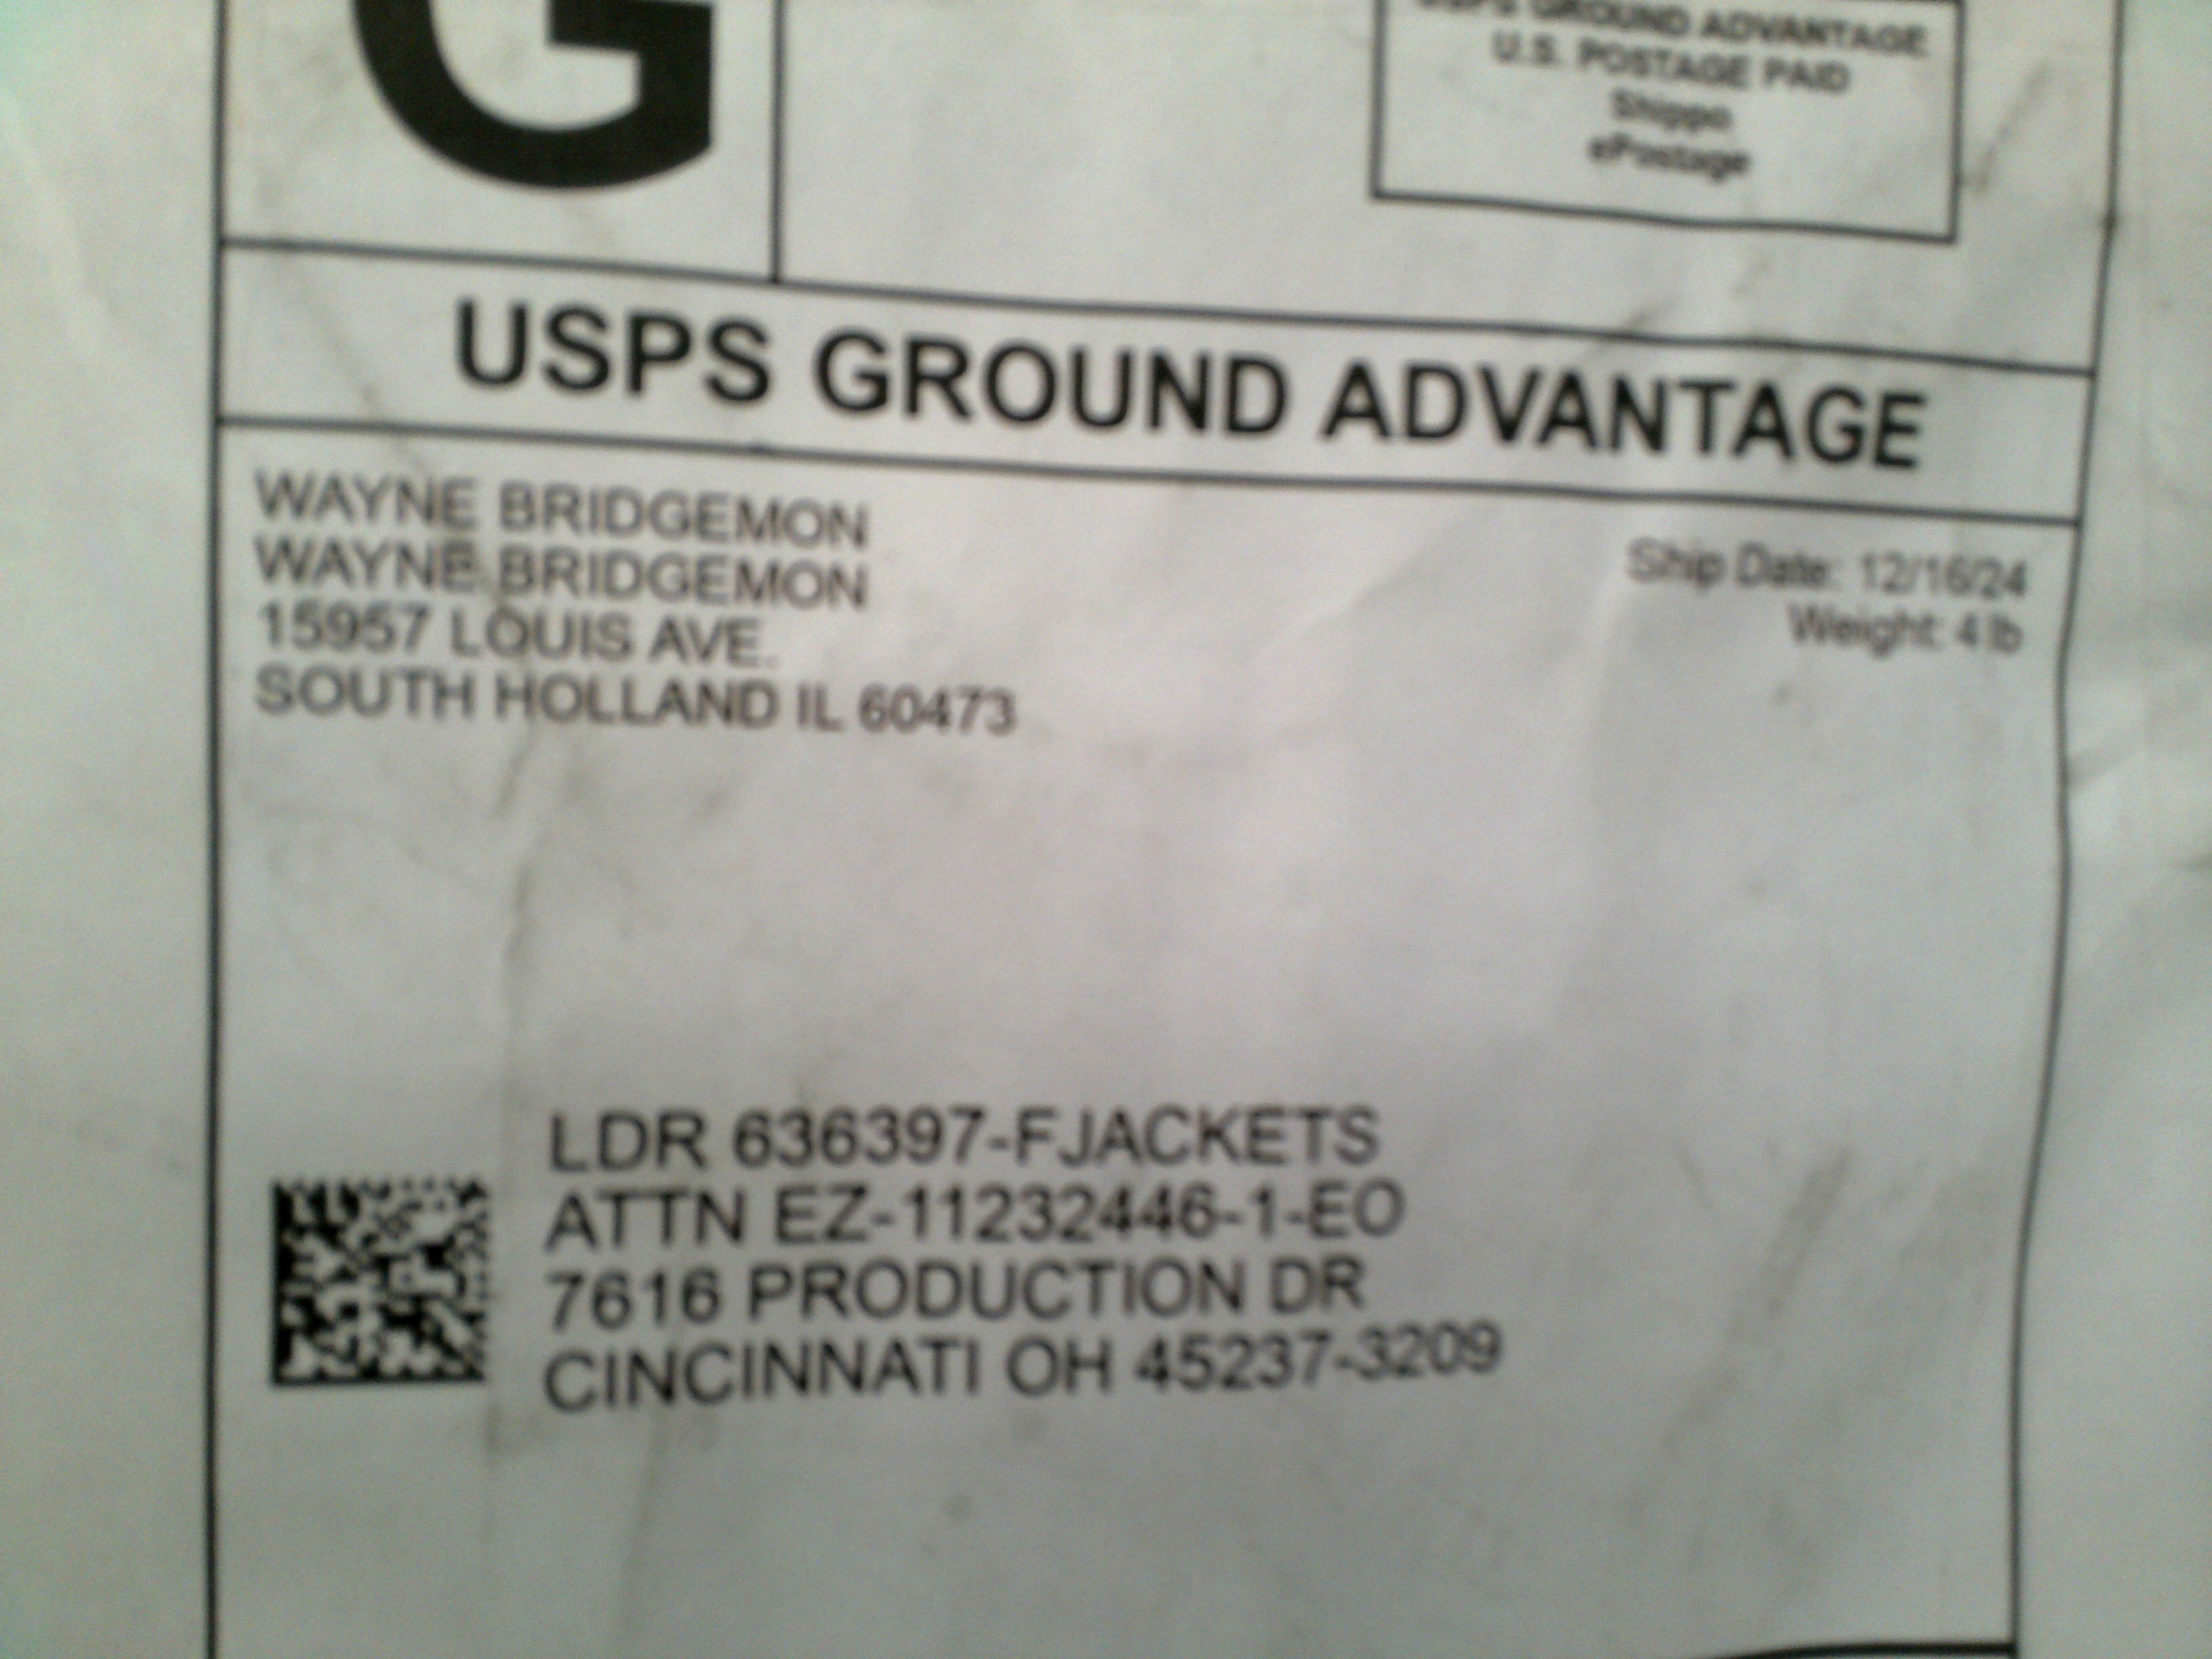 G
USPS GROUND ADVANTAGE
U.S. POSTAGE PAID
Shippo
ePostage
USPS GROUND ADVANTAGE
WAYNE BRIDGEMON
WAYNE BRIDGEMON
15957 LOUIS AVE.
SOUTH HOLLAND IL 60473
Ship Date: 12/16/24
Weight: 4 lb
LDR 636397-FJACKETS
ATTN EZ-11232446-1-EO
7616 PRODUCTION DR
CINCINNATI OH 45237-3209